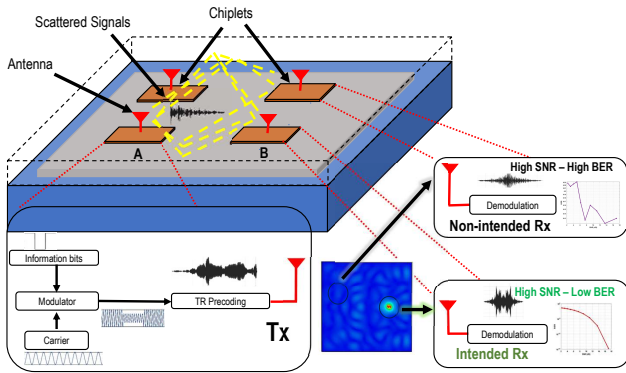 Scattered Signals
Chiplets
Antenna
A
B
High SNR – High BER
Demodulation
Non-intended Rx
Information bits
Modulator
TR Precoding
Carrier
Tx
High SNR – Low BER
Demodulation
Intended Rx